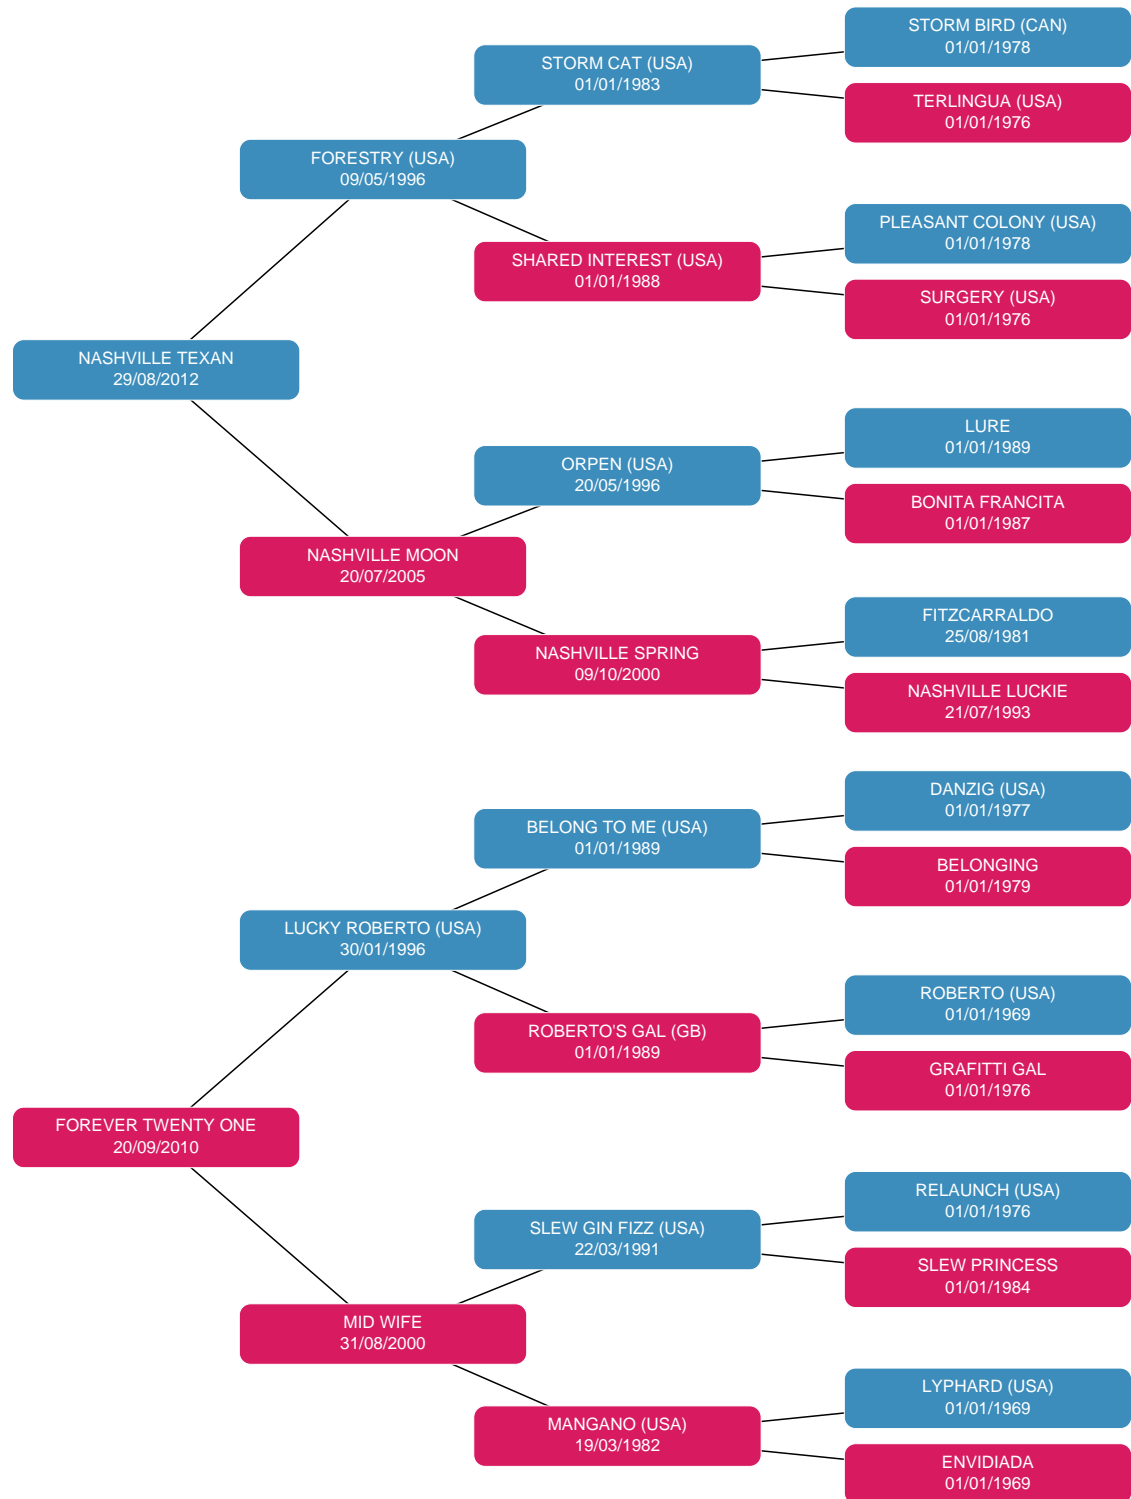 STORM BIRD (CAN)
01/01/1978
STORM CAT (USA)
01/01/1983
TERLINGUA (USA)
01/01/1976
FORESTRY (USA)
09/05/1996
PLEASANT COLONY (USA)
01/01/1978
SHARED INTEREST (USA)
01/01/1988
SURGERY (USA)
01/01/1976
NASHVILLE TEXAN
29/08/2012
LURE
01/01/1989
ORPEN (USA)
20/05/1996
BONITA FRANCITA
01/01/1987
NASHVILLE MOON
20/07/2005
FITZCARRALDO
25/08/1981
NASHVILLE SPRING
09/10/2000
NASHVILLE LUCKIE
21/07/1993
DANZIG (USA)
01/01/1977
BELONG TO ME (USA)
01/01/1989
BELONGING
01/01/1979
LUCKY ROBERTO (USA)
30/01/1996
ROBERTO (USA)
01/01/1969
ROBERTO'S GAL (GB)
01/01/1989
GRAFITTI GAL
01/01/1976
FOREVER TWENTY ONE
20/09/2010
RELAUNCH (USA)
01/01/1976
SLEW GIN FIZZ (USA)
22/03/1991
SLEW PRINCESS
01/01/1984
MID WIFE
31/08/2000
LYPHARD (USA)
01/01/1969
MANGANO (USA)
19/03/1982
ENVIDIADA
01/01/1969